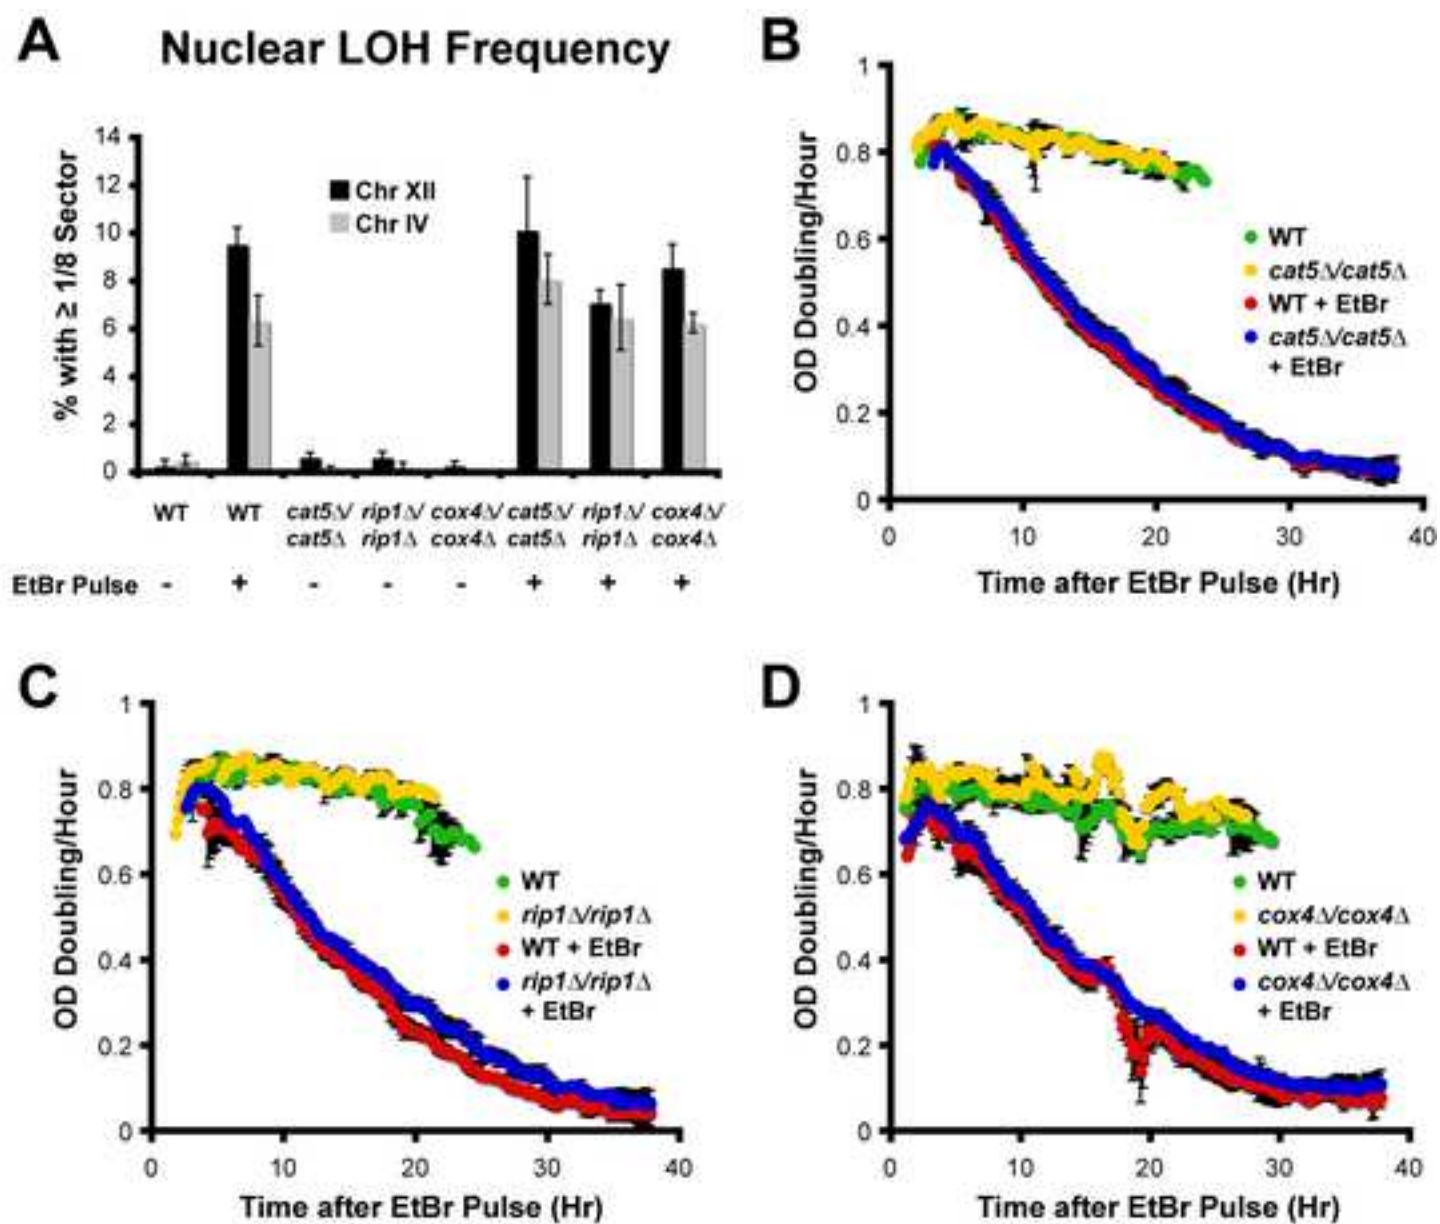 A
Nuclear LOH Frequency
% with ≥ 1/8 Sector
14
12
10
8
6
4
2
0
Chr XII
Chr IV
WT WT cat5Δ/ rip1Δ/ cox4Δ/ cat5Δ/ rip1Δ/ cox4Δ/
cat5Δ rip1Δ cox4Δ cat5Δ rip1Δ cox4Δ
EtBr Pulse - + - - - + + +
B
OD Doubling/Hour
1
0.8
0.6
0.4
0.2
0
WT
cat5Δ/cat5Δ
WT + EtBr
cat5Δ/cat5Δ
+ EtBr
0 10 20 30 40
Time after EtBr Pulse (Hr)
C
OD Doubling/Hour
1
0.8
0.6
0.4
0.2
0
WT
rip1Δ/rip1Δ
WT + EtBr
rip1Δ/rip1Δ
+ EtBr
0 10 20 30 40
Time after EtBr Pulse (Hr)
D
OD Doubling/Hour
1
0.8
0.6
0.4
0.2
0
WT
cox4Δ/cox4Δ
WT + EtBr
cox4Δ/cox4Δ
+ EtBr
0 10 20 30 40
Time after EtBr Pulse (Hr)